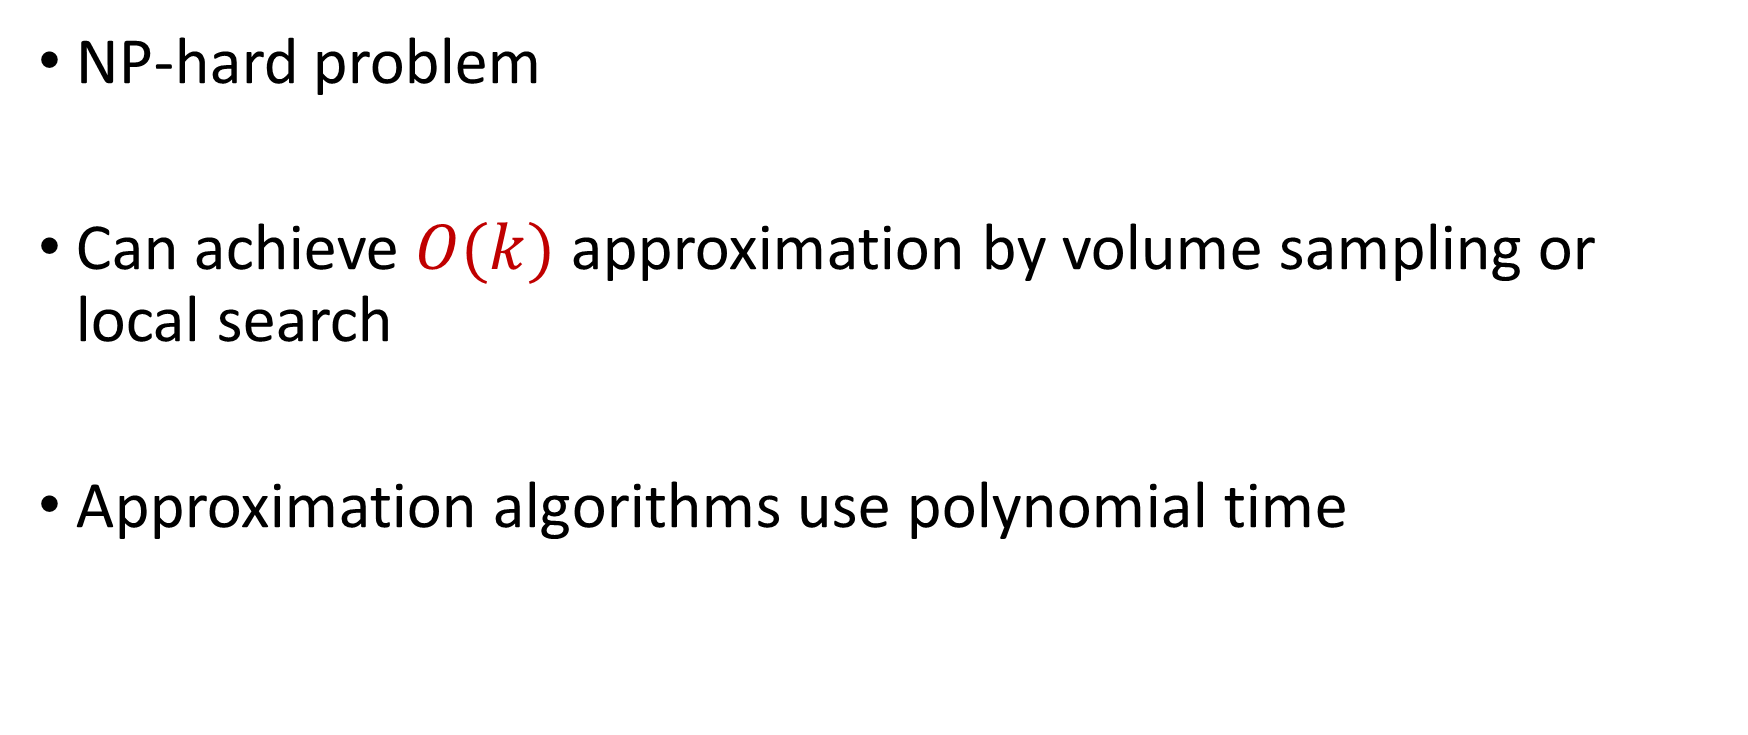 • NP-hard problem
• Can achieve O(k) approximation by volume sampling or
local search
• Approximation algorithms use polynomial time